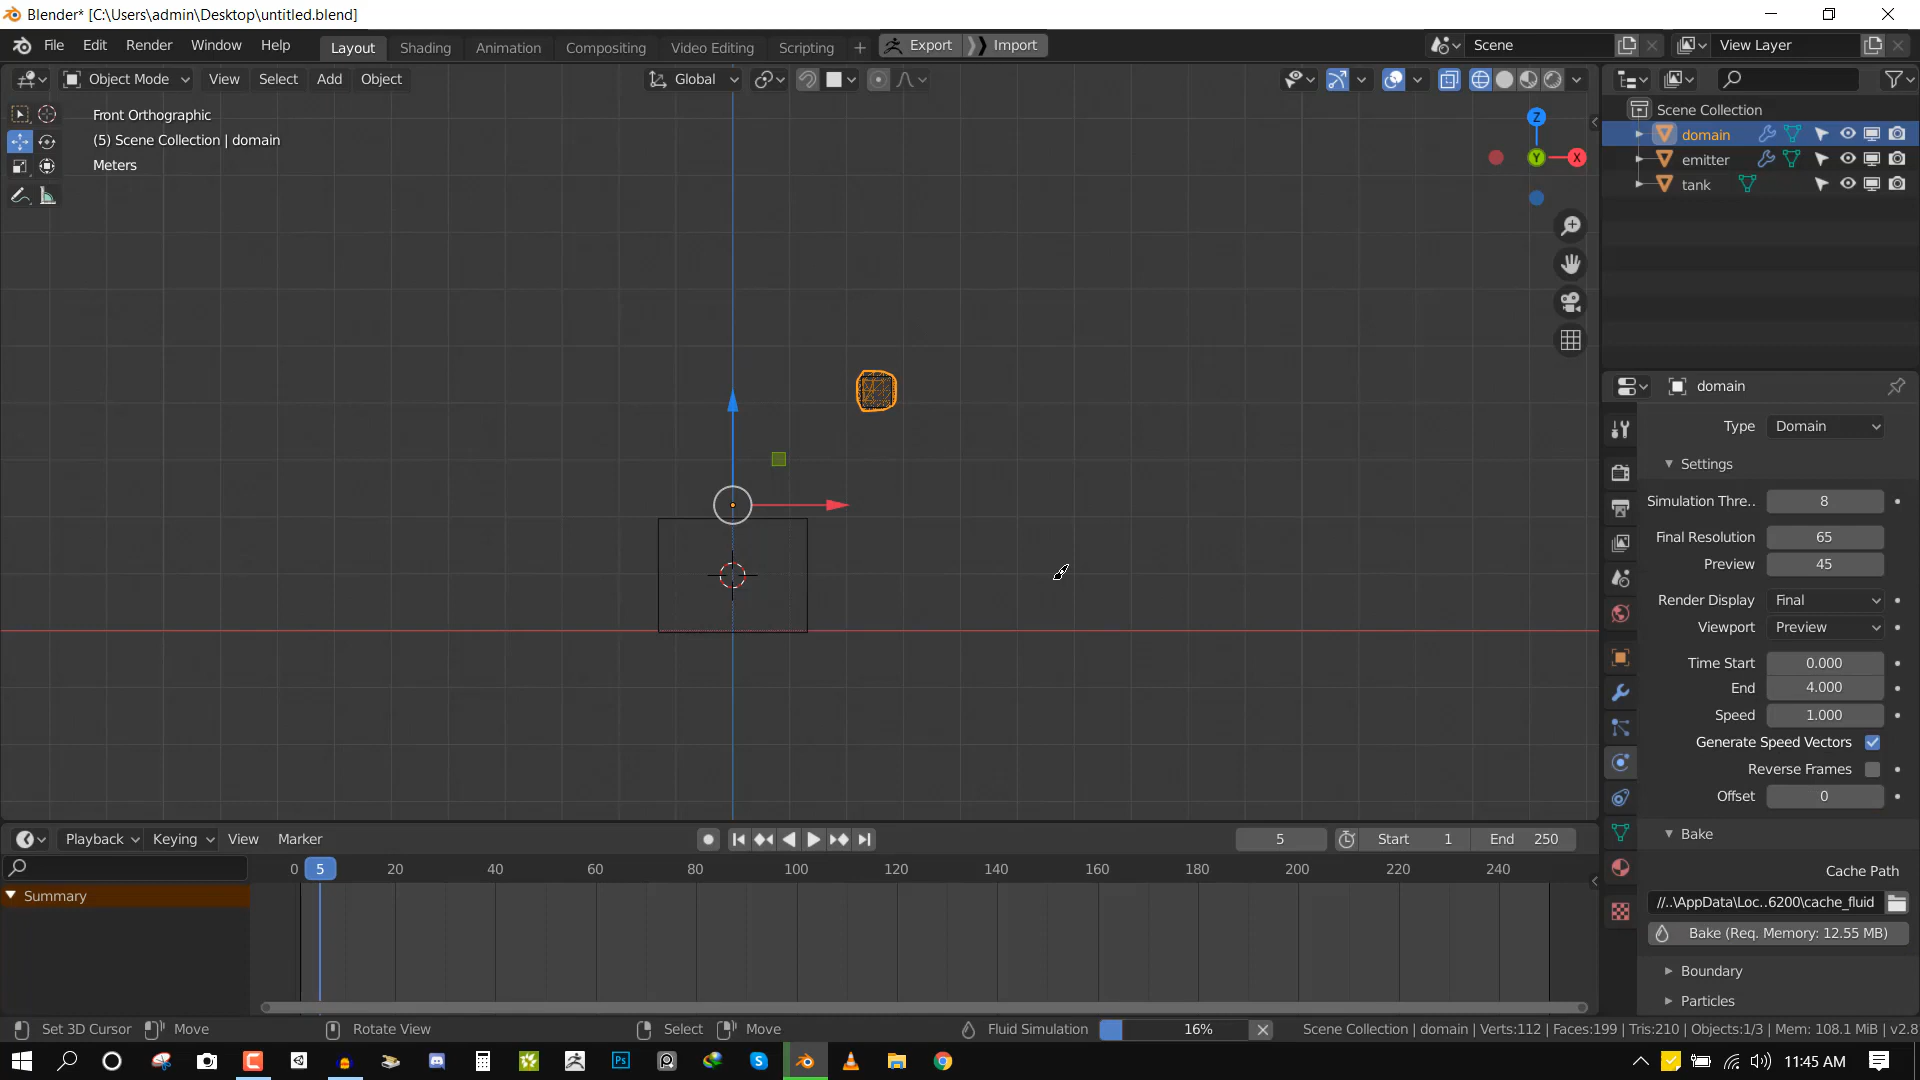 Blender* [C:\Users\admin\Desktop\untitled.blend]
File Edit Render Window Help Layout Shading Animation Compositing Video Editing Scripting + Export Import Scene View Layer
Object Mode View Select Add Object Global
Front Orthographic
(5) Scene Collection | domain
Meters
Z
Y
X
Scene Collection
domain
emitter
tank
domain
Type Domain
Settings
Simulation Thre.. 8
Final Resolution 65
Preview 45
Render Display Final
Viewport Preview
Time Start 0.000
End 4.000
Speed 1.000
Generate Speed Vectors
Reverse Frames
Offset 0
Bake
Cache Path
//..\AppData\Loc..6200\cache_fluid
Bake (Req. Memory: 12.55 MB)
Boundary
Particles
Playback Keying View Marker 5 Start 1 End 250
0 5 20 40 60 80 100 120 140 160 180 200 220 240
Summary
Set 3D Cursor Move Rotate View Select Move Fluid Simulation 16% Scene Collection | domain | Verts:112 | Faces:199 | Tris:210 | Objects:1/3 | Mem: 108.1 MiB | v2.8
Ps
11:45 AM